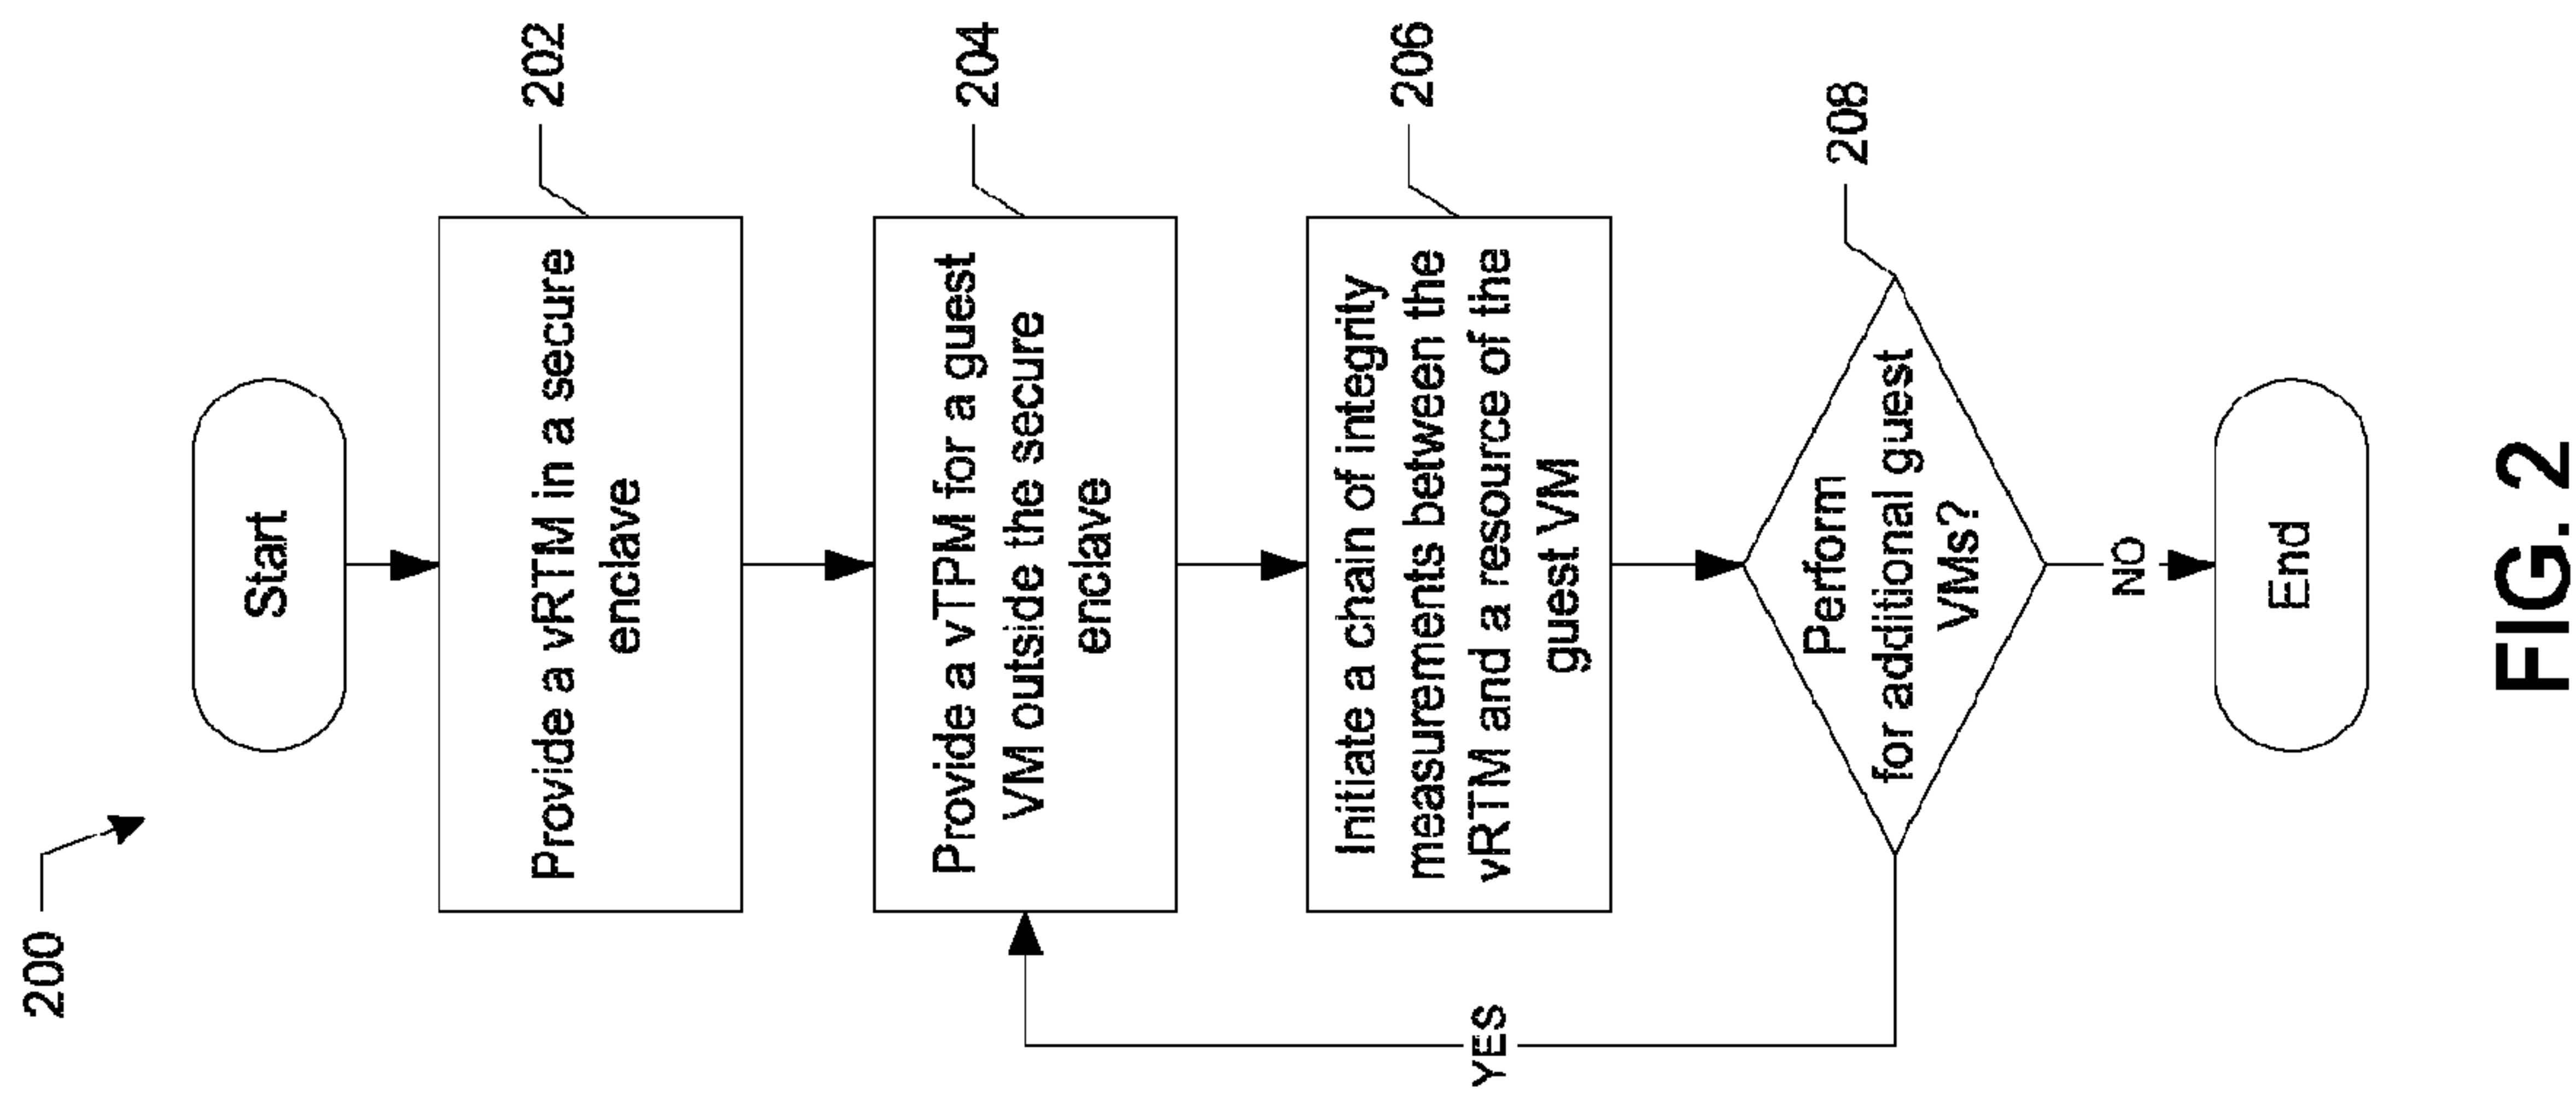 200
Start
Provide a vRTM in a secure
enclave
202
Provide a vTPM for a guest
VM outside the secure
enclave
204
Initiate a chain of integrity
measurements between the
vRTM and a resource of the
guest VM
206
Perform
for additional guest
VMs?
208
YES
NO
End
FIG. 2